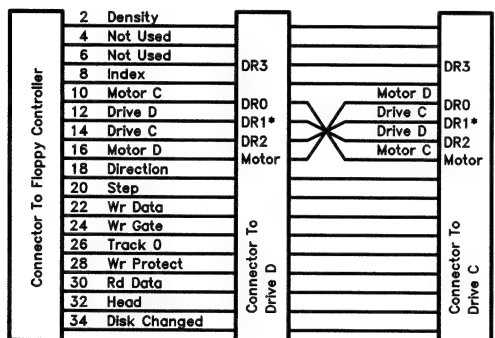 Connector To Floppy Controller
2 Density
4 Not Used
6 Not Used
8 Index
10 Motor C
12 Drive D
14 Drive C
16 Motor D
18 Direction
20 Step
22 Wr Data
24 Wr Gate
26 Track 0
28 Wr Protect
30 Rd Data
32 Head
34 Disk Changed
DR3
DR0
DR1*
DR2
Motor
Connector To
Drive D
Motor D
Drive C
Drive D
Motor C
DR3
DR0
DR1*
DR2
Motor
Connector To
Drive C